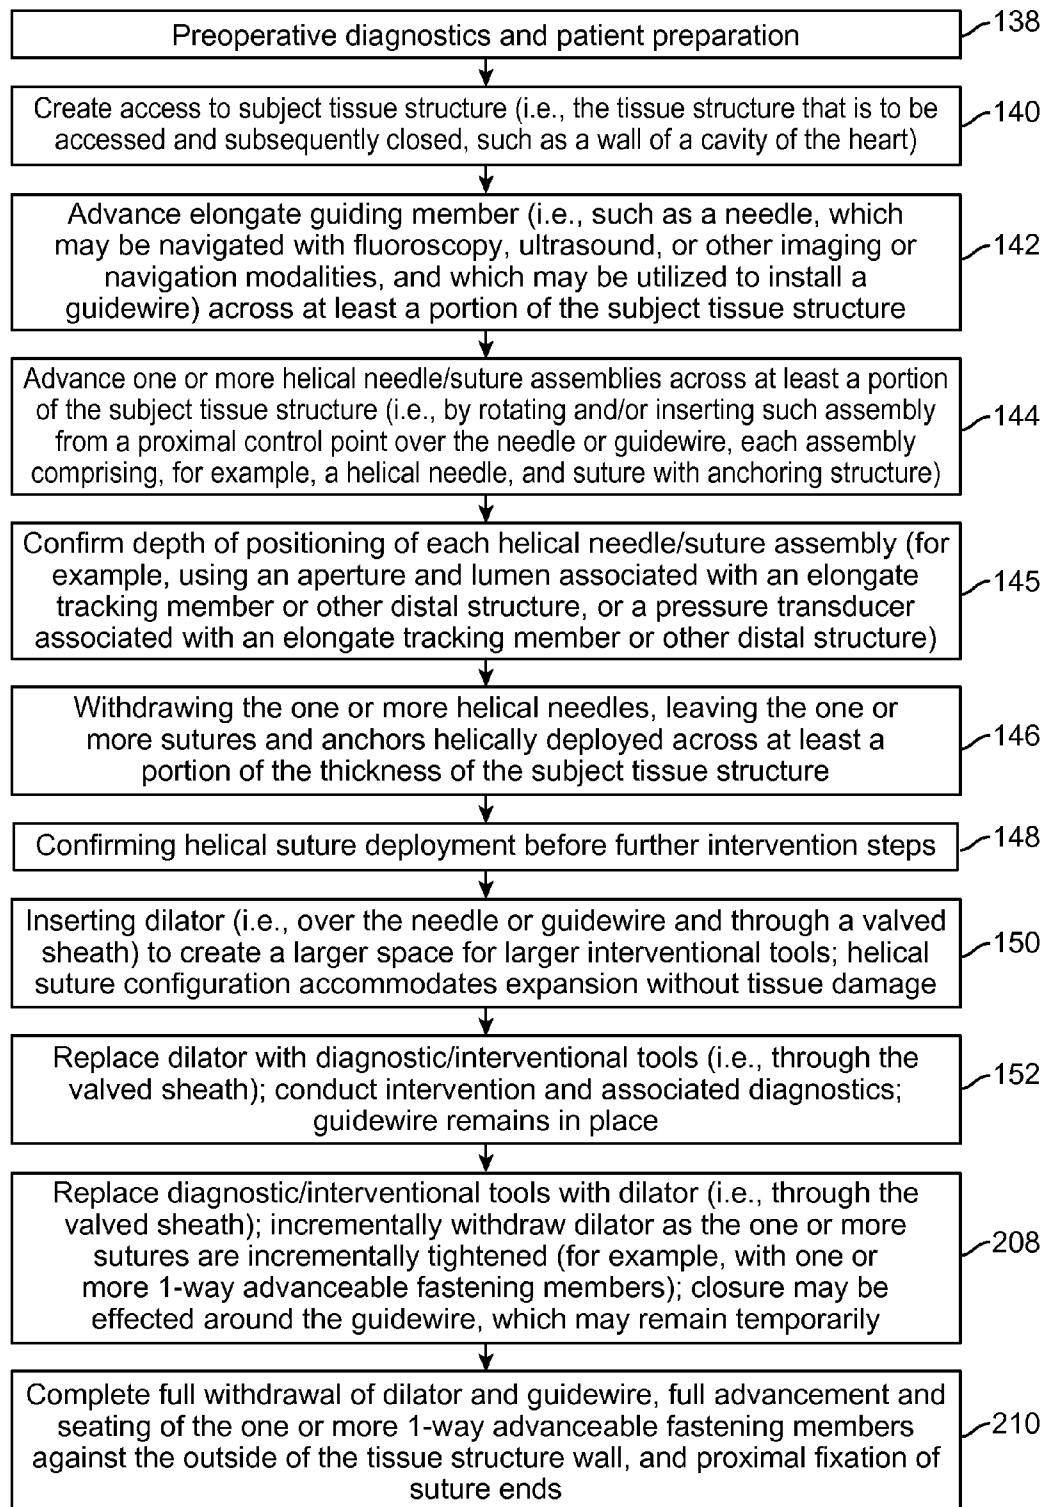 Preoperative diagnostics and patient preparation
138
Create access to subject tissue structure (i.e., the tissue structure that is to be
accessed and subsequently closed, such as a wall of a cavity of the heart)
140
Advance elongate guiding member (i.e., such as a needle, which
may be navigated with fluoroscopy, ultrasound, or other imaging or
navigation modalities, and which may be utilized to install a
guidewire) across at least a portion of the subject tissue structure
142
Advance one or more helical needle/suture assemblies across at least a portion
of the subject tissue structure (i.e., by rotating and/or inserting such assembly
from a proximal control point over the needle or guidewire, each assembly
comprising, for example, a helical needle, and suture with anchoring structure)
144
Confirm depth of positioning of each helical needle/suture assembly (for
example, using an aperture and lumen associated with an elongate
tracking member or other distal structure, or a pressure transducer
associated with an elongate tracking member or other distal structure)
145
Withdrawing the one or more helical needles, leaving the one or
more sutures and anchors helically deployed across at least a
portion of the thickness of the subject tissue structure
146
Confirming helical suture deployment before further intervention steps
148
Inserting dilator (i.e., over the needle or guidewire and through a valved
sheath) to create a larger space for larger interventional tools; helical
suture configuration accommodates expansion without tissue damage
150
Replace dilator with diagnostic/interventional tools (i.e., through the
valved sheath); conduct intervention and associated diagnostics;
guidewire remains in place
152
Replace diagnostic/interventional tools with dilator (i.e., through the
valved sheath); incrementally withdraw dilator as the one or more
sutures are incrementally tightened (for example, with one or
more 1-way advanceable fastening members); closure may be
effected around the guidewire, which may remain temporarily
208
Complete full withdrawal of dilator and guidewire, full advancement and
seating of the one or more 1-way advanceable fastening members
against the outside of the tissue structure wall, and proximal fixation of
suture ends
210